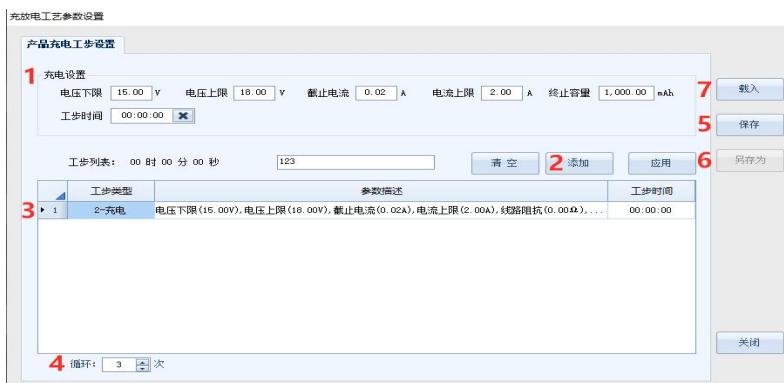 充放电工艺参数设置
产品充电工步设置
1 充电设置
电压下限 15.00 V 电压上限 18.00 V 截止电流 0.02 A 电流上限 2.00 A 终止容量 1,000.00 mAh
7 载入
工步时间 00:00:00
5 保存
工步列表: 00 时 00 分 00 秒 123 清空 2 添加 应用
6 另存为
工步类型 参数描述 工步时间
3 1 2-充电 电压下限(15.00V),电压上限(18.00V),截止电流(0.02A),电流上限(2.00A),线路阻抗(0.00Ω),... 00:00:00
关闭
4 循环: 3 次